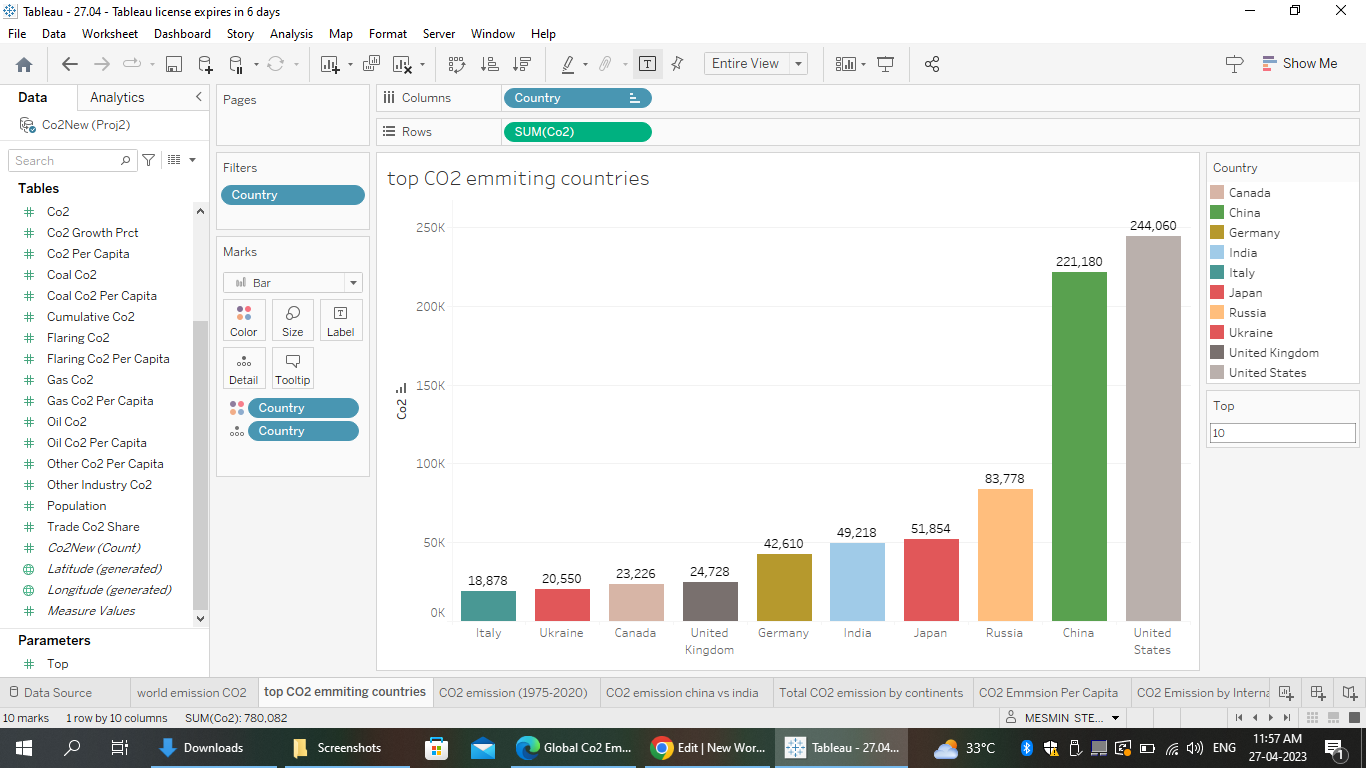 Tableau - 27.04 - Tableau license expires in 6 days
File Data Worksheet Dashboard Story Analysis Map Format Server Window Help
Entire View
Show Me
Data Analytics
Co2New (Proj2)
Search
Tables
Co2
Co2 Growth Prct
Co2 Per Capita
Coal Co2
Coal Co2 Per Capita
Cumulative Co2
Flaring Co2
Flaring Co2 Per Capita
Gas Co2
Gas Co2 Per Capita
Oil Co2
Oil Co2 Per Capita
Other Co2 Per Capita
Other Industry Co2
Population
Trade Co2 Share
Co2New (Count)
Latitude (generated)
Longitude (generated)
Measure Values
Parameters
Top
Pages
Filters
Country
Marks
Bar
Color Size Label
Detail Tooltip
Country
Country
Columns Country
Rows SUM(Co2)
top CO2 emmiting countries
Co2
250K
200K
150K
100K
50K
0K
18,878 20,550 23,226 24,728 42,610 49,218 51,854 83,778 221,180 244,060
Italy Ukraine Canada United Kingdom Germany India Japan Russia China United States
Country
Canada
China
Germany
India
Italy
Japan
Russia
Ukraine
United Kingdom
United States
Top
10
Data Source world emission CO2 top CO2 emmiting countries CO2 emission (1975-2020) CO2 emission china vs india Total CO2 emission by continents CO2 Emmsion Per Capita CO2 Emission by Interna
10 marks 1 row by 10 columns SUM(Co2): 780,082 MESMIN STE...
Downloads Screenshots Global Co2 Em... Edit | New Wor... Tableau - 27.04... 33°C ENG 11:57 AM
27-04-2023
1